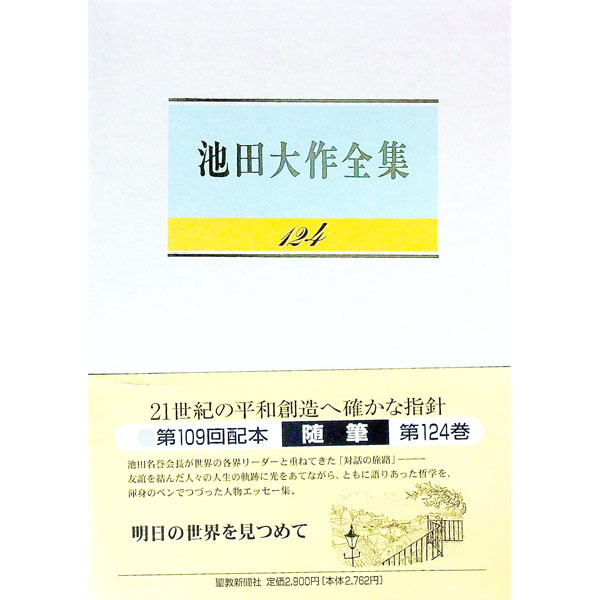 池田大作全集
124
21世紀の平和創造へ確かな指針
第109回配本 随筆 第124巻
池田名誉会長が世界の各界リーダーと重ねてきた「対話の旅路」――
友誼を結んだ人々の人生の軌跡に光をあてながら、ともに語りあった哲学を、
渾身のペンでつづった人物エッセー集。
明日の世界を見つめて
聖教新聞社 定価2,900円[本体2,762円]